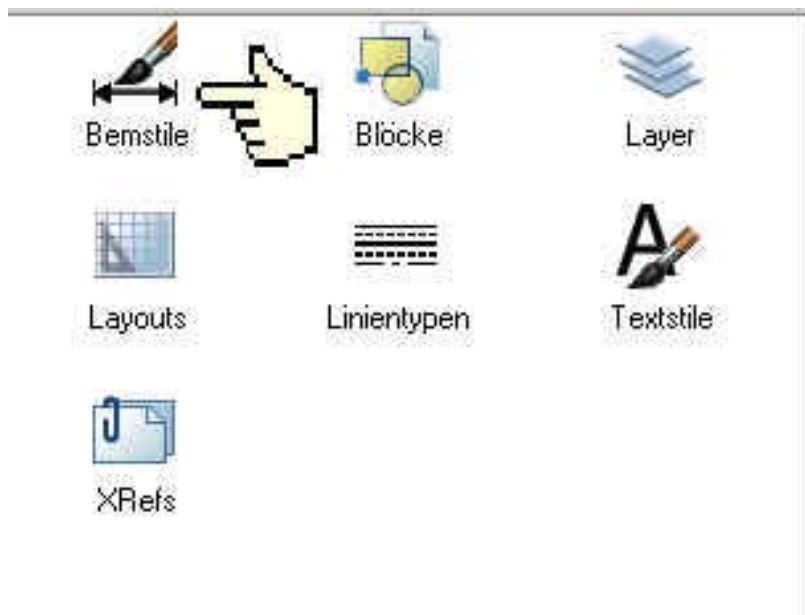 Bemstile
Blöcke
Layer
Layouts
Linientypen
Textstile
XRefs